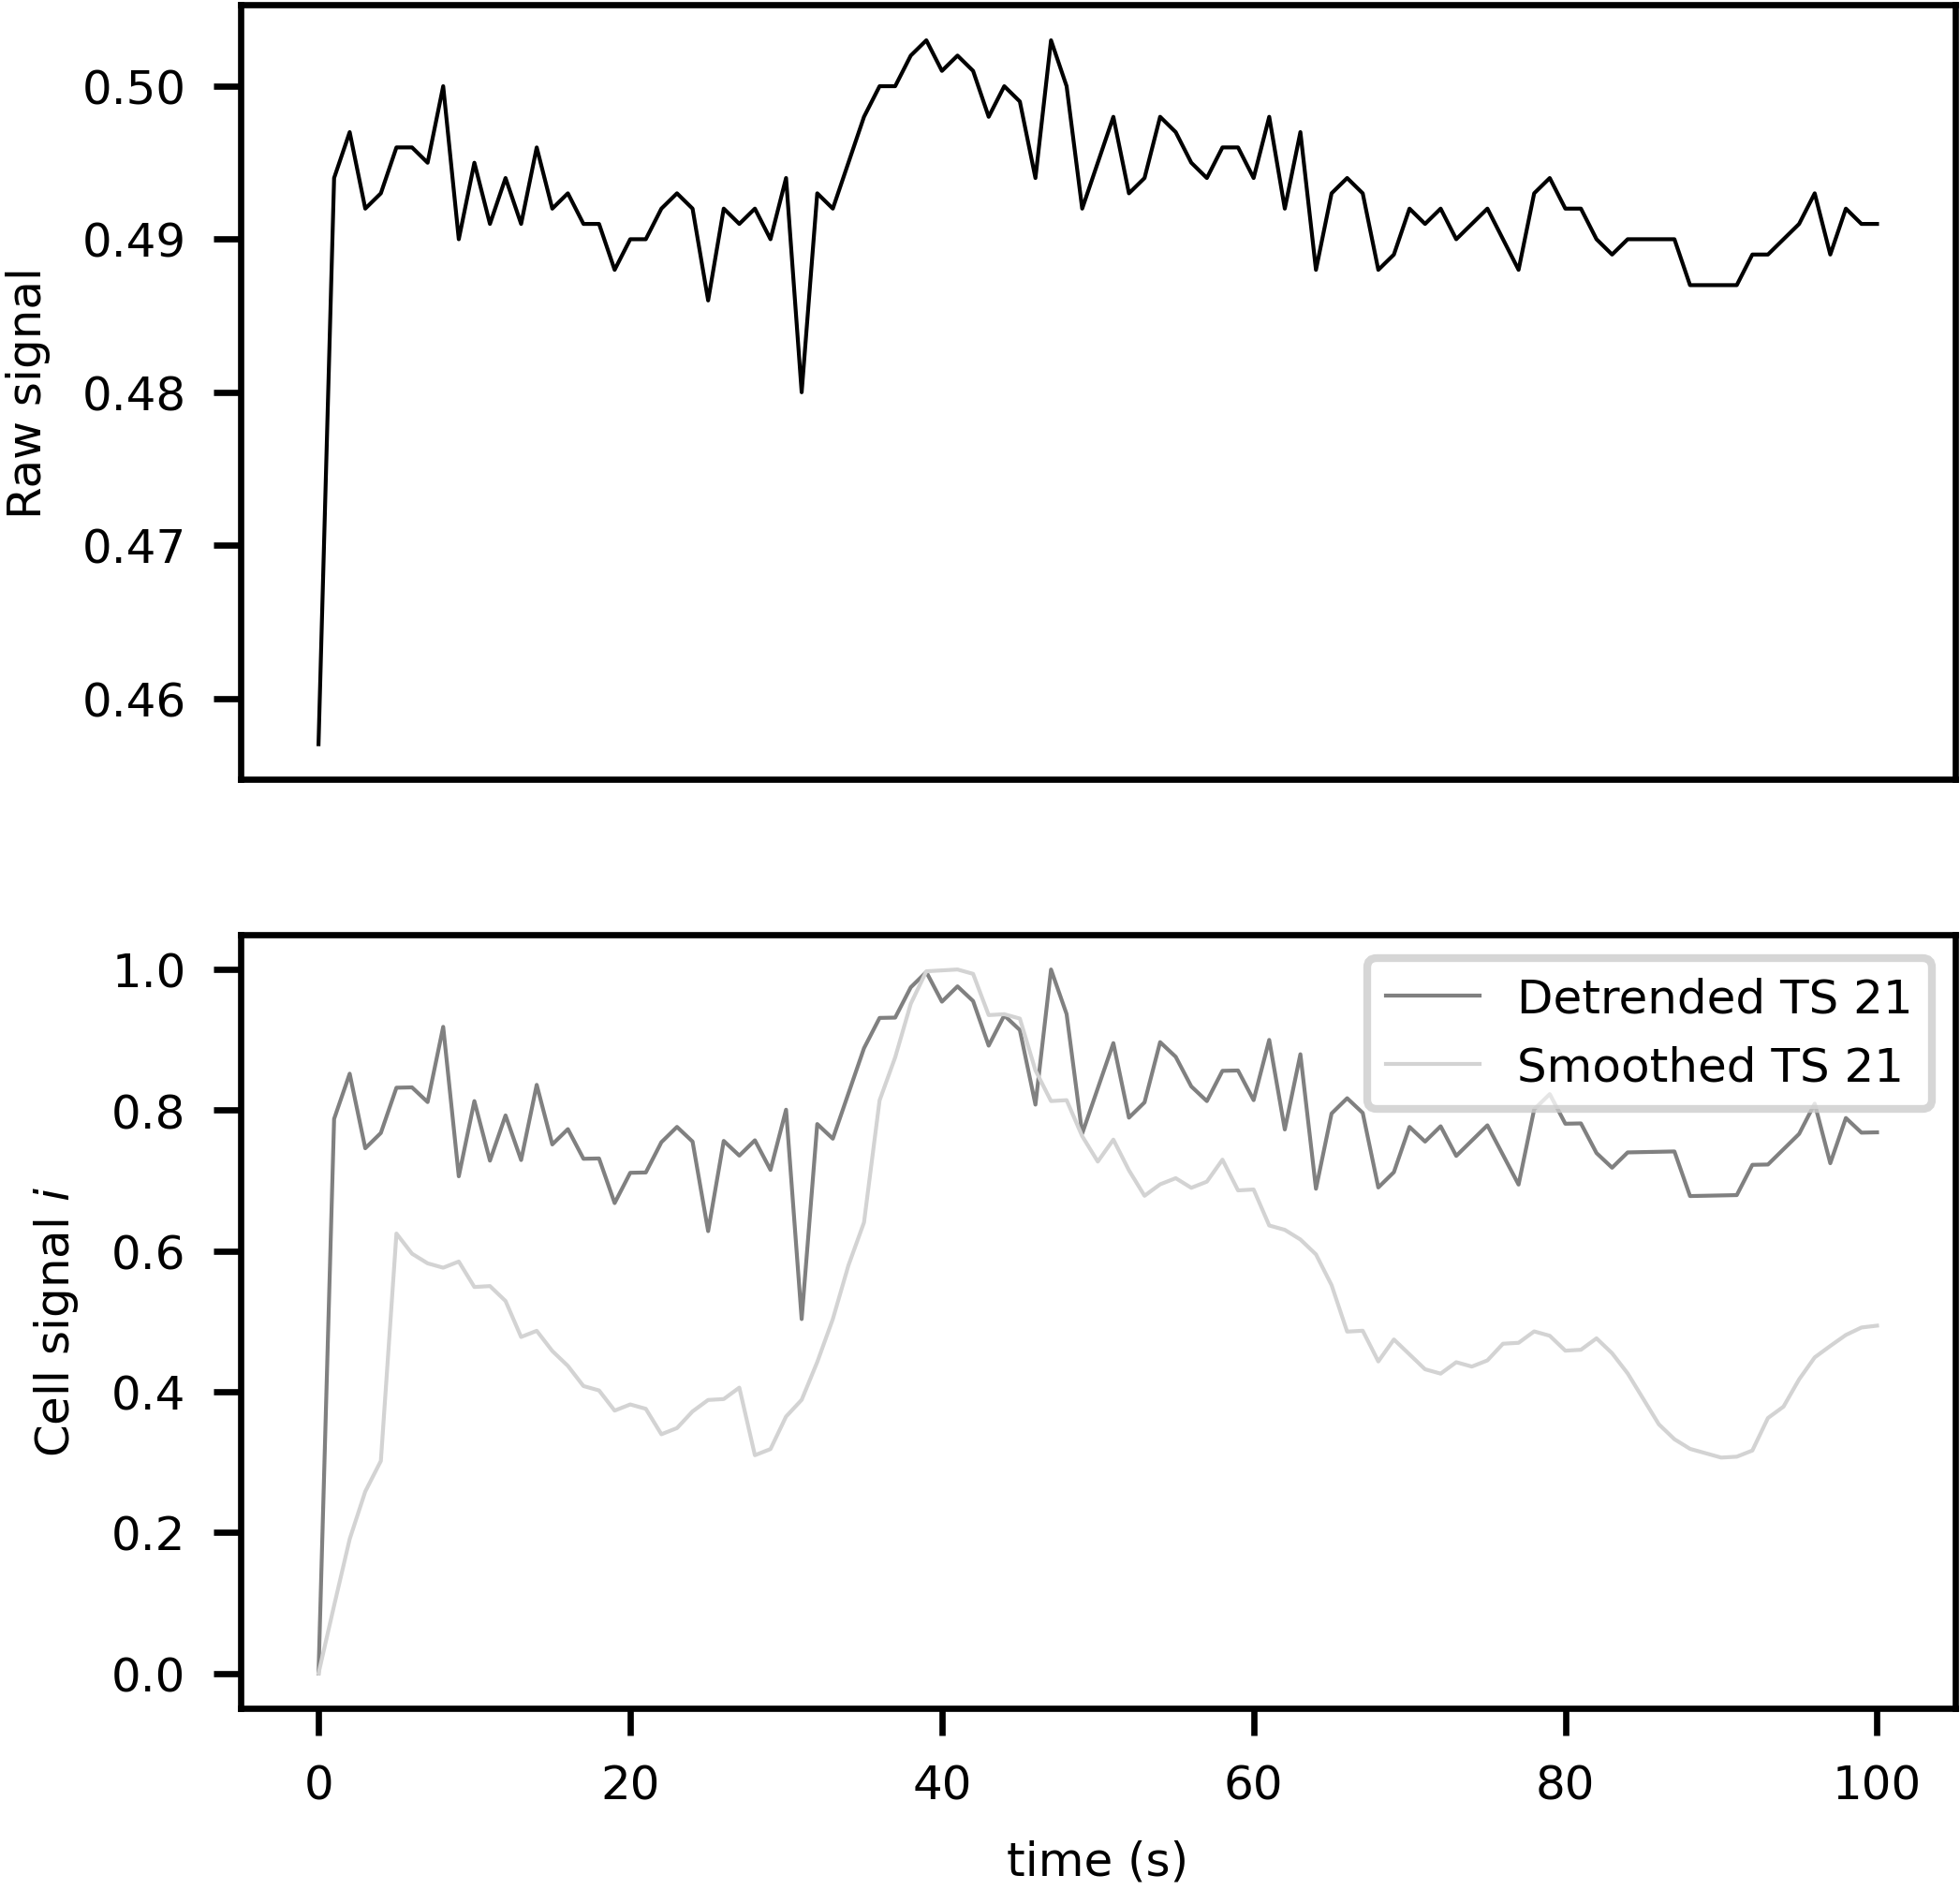 0.50
0.49
0.48
0.47
0.46
Raw signal
1.0
0.8
0.6
0.4
0.2
0.0
Cell signal i
Detrended TS 21
Smoothed TS 21
0 20 40 60 80 100
time (s)